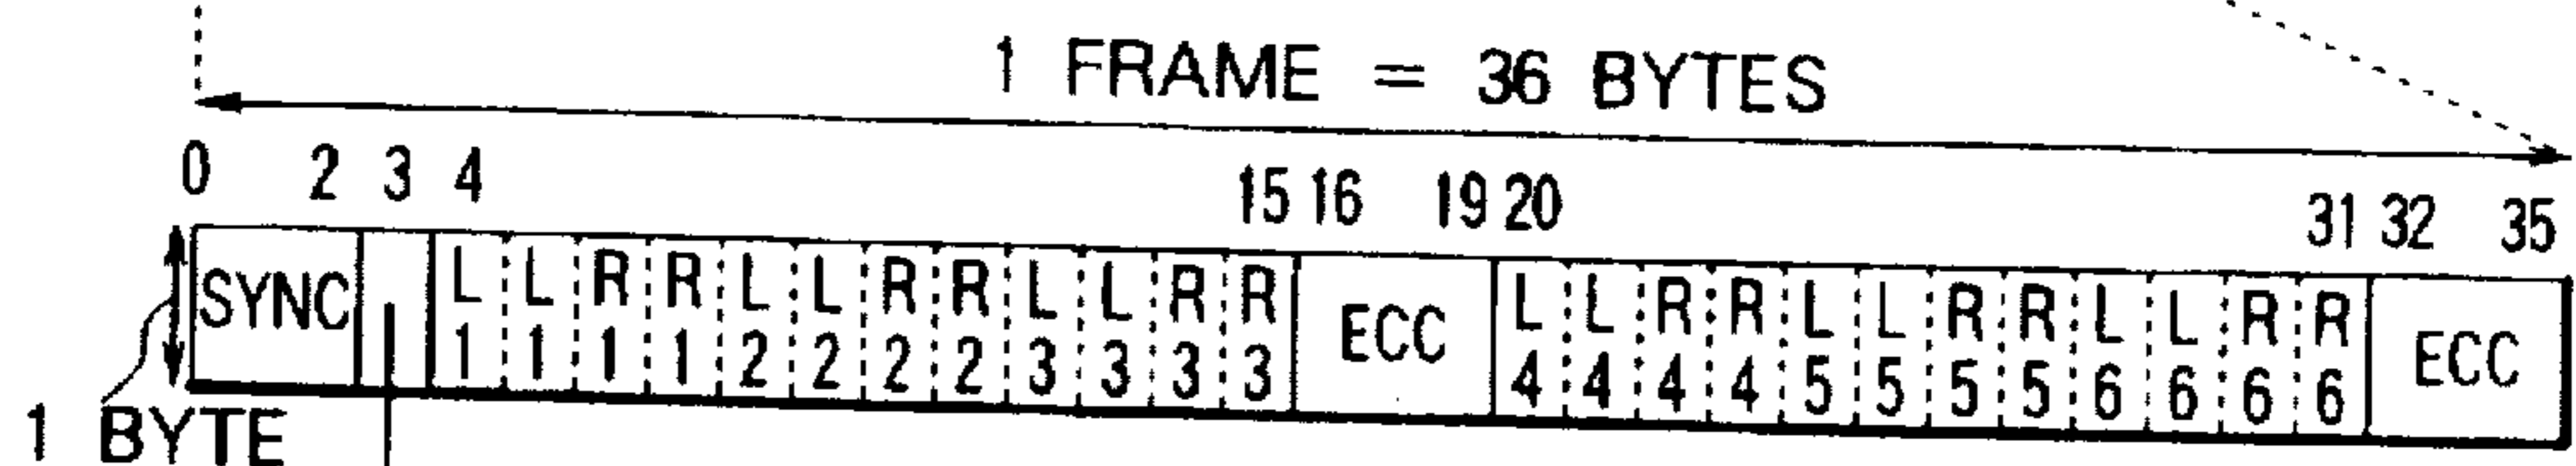 1 FRAME = 36 BYTES
0 2 3 4 15 16 19 20 31 32 35
SYNC L L R R L L R R L L R R ECC L L R R L L R R L L R R ECC
1 1 1 1 2 2 2 2 3 3 3 3 4 4 4 4 5 5 5 5 6 6 6 6
1 BYTE